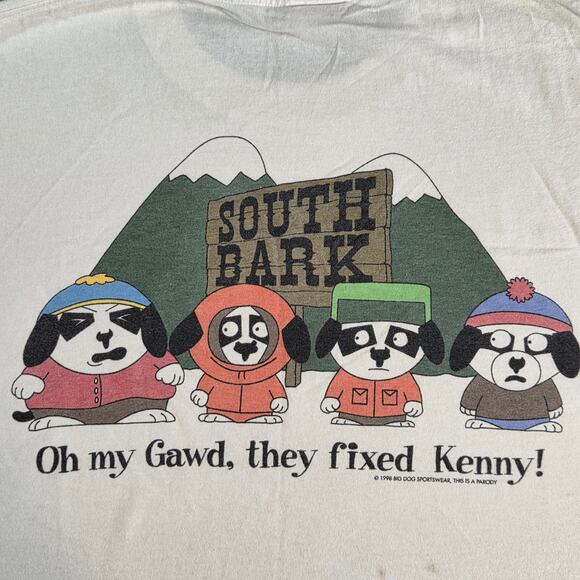 SOUTH
BARK
Oh my Gawd, they fixed Kenny!
© 1998 BIG DOG SPORTSWEAR, THIS IS A PARODY